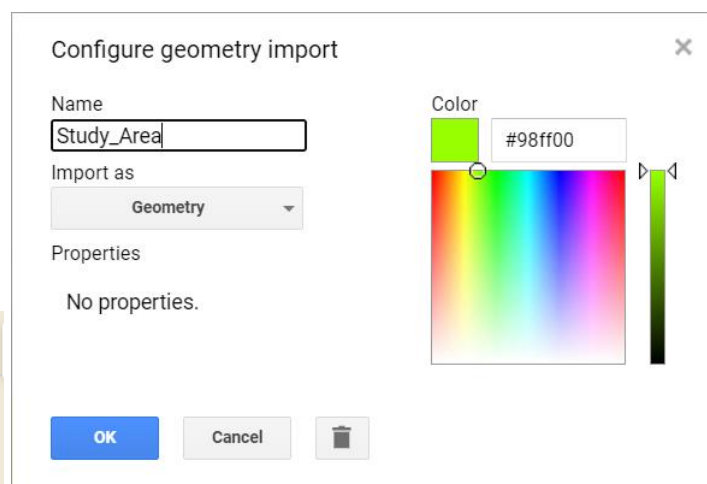 Configure geometry import
Name
Study_Area
Import as
Geometry
Properties
No properties.
Color
#98ff00
OK
Cancel